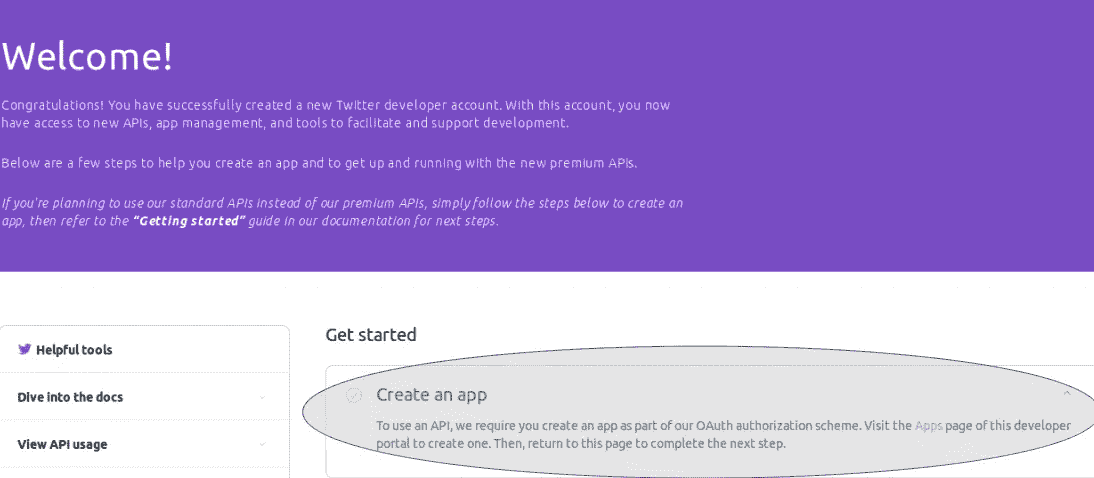 Welcome!
Congratulations! You have successfully created a new Twitter developer account. With this account, you now
have access to new APIs, app management, and tools to facilitate and support development.
Below are a few steps to help you create an app and to get up and running with the new premium APIs.
If you're planning to use our standard APIs instead of our premium APIs, simply follow the steps below to create an
app, then refer to the “Getting started” guide in our documentation for next steps.
Helpful tools
Dive into the docs
View API usage
Get started
Create an app
To use an API, we require you create an app as part of our OAuth authorization scheme. Visit the Apps page of this developer
portal to create one. Then, return to this page to complete the next step.